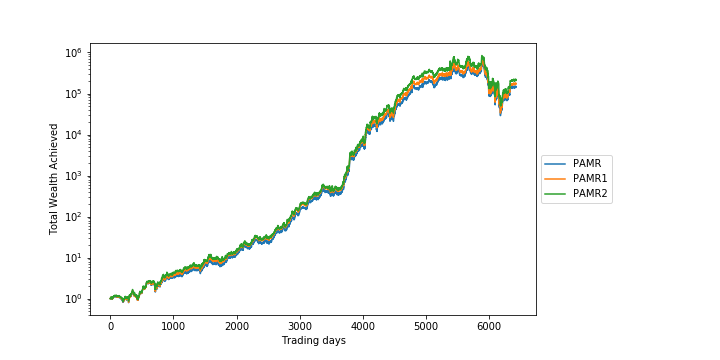 10⁶
10⁵
10⁴
10³
10²
10¹
10⁰
Total Wealth Achieved
0 1000 2000 3000 4000 5000 6000
Trading days
PAMR
PAMR1
PAMR2